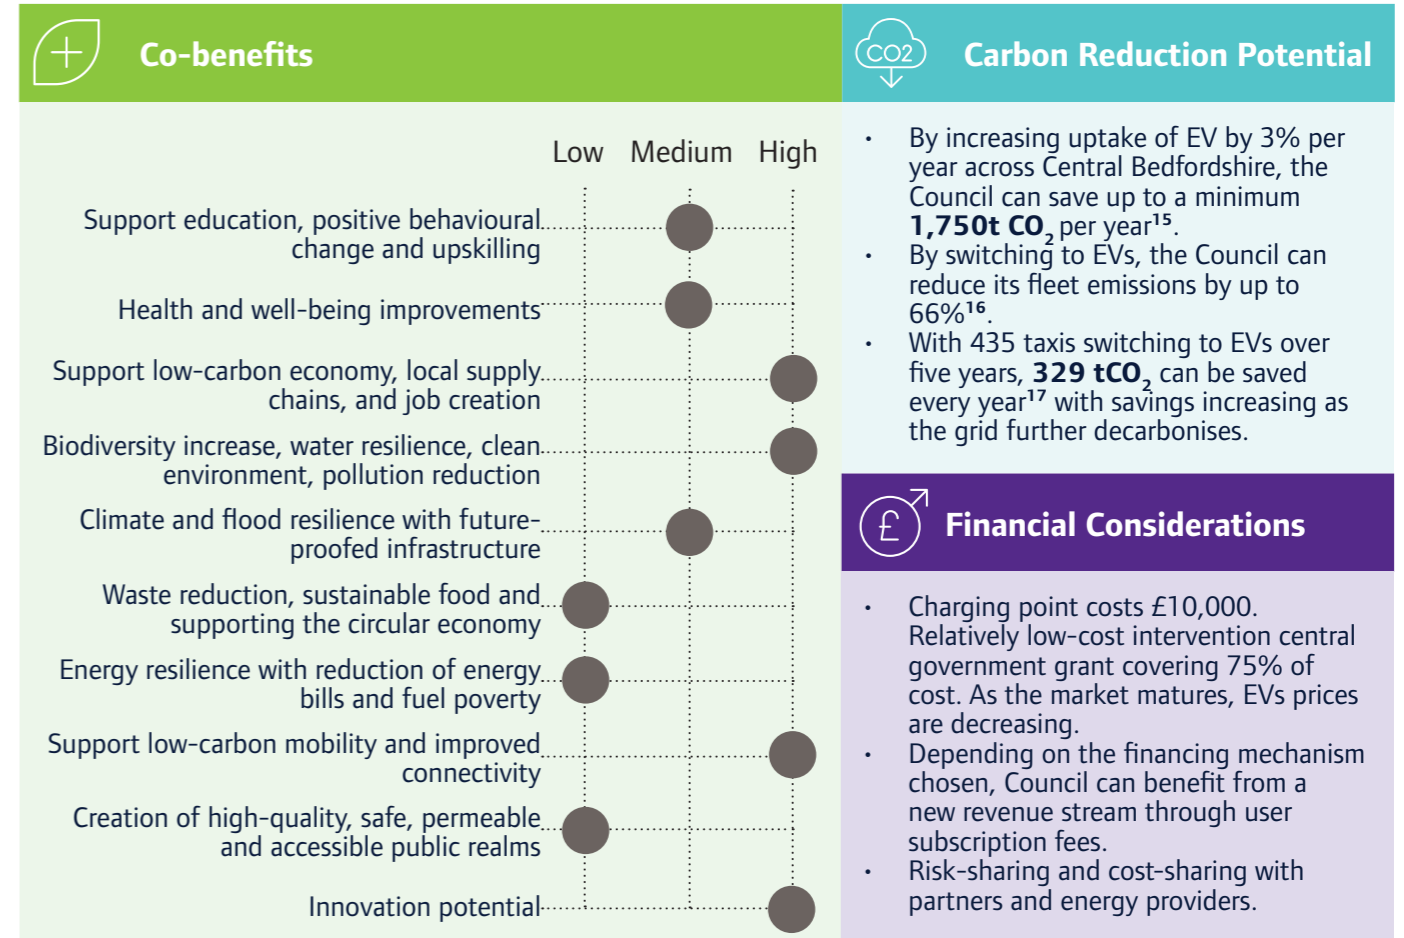 Co-benefits
Low Medium High
Support education, positive behavioural
change and upskilling
Health and well-being improvements
Support low-carbon economy, local supply
chains, and job creation
Biodiversity increase, water resilience, clean
environment, pollution reduction
Climate and flood resilience with future-
proofed infrastructure
Waste reduction, sustainable food and
supporting the circular economy
Energy resilience with reduction of energy
bills and fuel poverty
Support low-carbon mobility and improved
connectivity
Creation of high-quality, safe, permeable
and accessible public realms
Innovation potential
CO2
Carbon Reduction Potential
• By increasing uptake of EV by 3% per
year across Central Bedfordshire, the
Council can save up to a minimum
1,750t CO₂ per year¹⁵.
• By switching to EVs, the Council can
reduce its fleet emissions by up to
66%¹⁶.
• With 435 taxis switching to EVs over
five years, 329 tCO₂ can be saved
every year¹⁷ with savings increasing as
the grid further decarbonises.
£
Financial Considerations
• Charging point costs £10,000.
Relatively low-cost intervention central
government grant covering 75% of
cost. As the market matures, EVs prices
are decreasing.
• Depending on the financing mechanism
chosen, Council can benefit from a
new revenue stream through user
subscription fees.
• Risk-sharing and cost-sharing with
partners and energy providers.